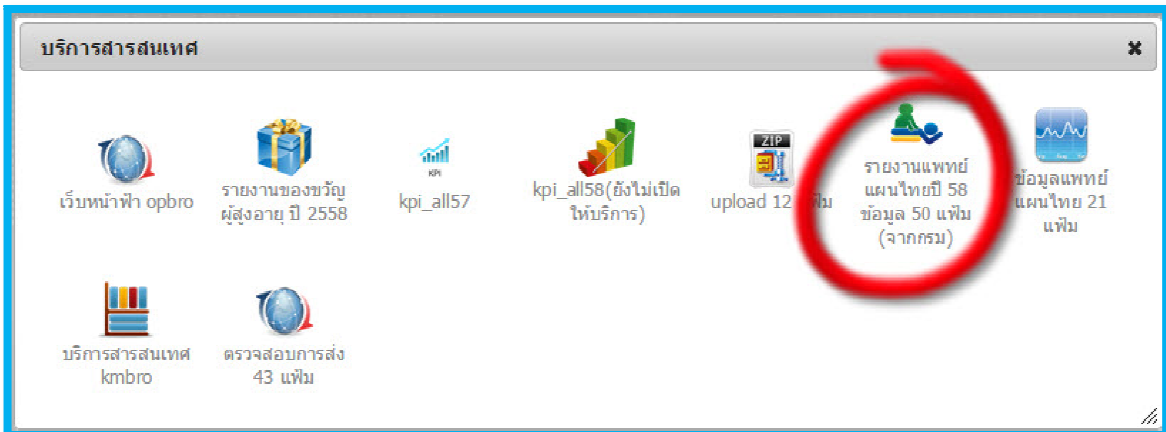 บริการสารสนเทศ
เว็บหน้าฟ้า opbro
รายงานของขวัญ
ผู้สูงอายุ ปี 2558
KPI
kpi_all57
kpi_all58(ยังไม่เปิด
ให้บริการ)
ZIP
upload 12 แฟ้ม
รายงานแพทย์
แผนไทยปี 58
ข้อมูล 50 แฟ้ม
(จากกรม)
ข้อมูลแพทย์
แผนไทย 21
แฟ้ม
บริการสารสนเทศ
kmbro
ตรวจสอบการส่ง
43 แฟ้ม